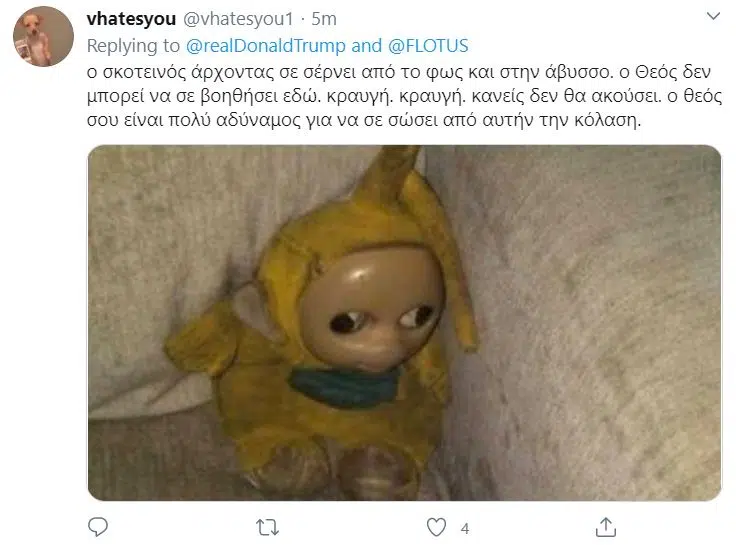 vhatesyou @vhatesyou1 · 5m
Replying to @realDonaldTrump and @FLOTUS
ο σκοτεινός άρχοντας σε σέρνει από το φως και στην άβυσσο. ο Θεός δεν
μπορεί να σε βοηθήσει εδώ. κραυγή. κραυγή. κανείς δεν θα ακούσει. ο θεός
σου είναι πολύ αδύναμος για να σε σώσει από αυτήν την κόλαση.
4